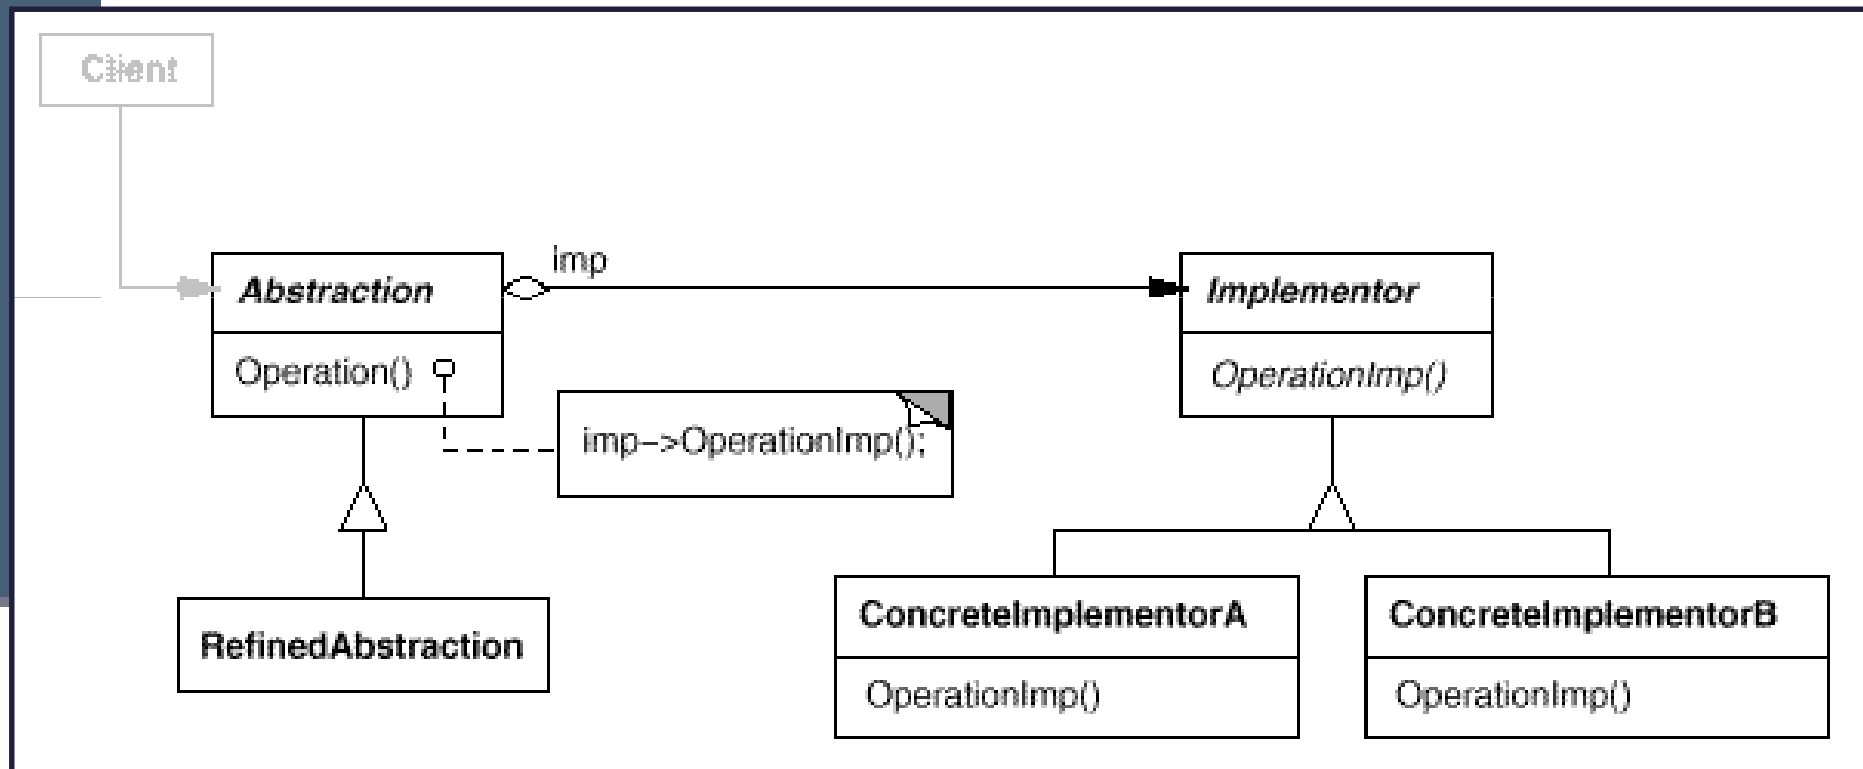 Client
imp
Abstraction
Implementor
Operation()
OperationImp()
imp->OperationImp();
RefinedAbstraction
ConcreteImplementorA
ConcreteImplementorB
OperationImp()
OperationImp()